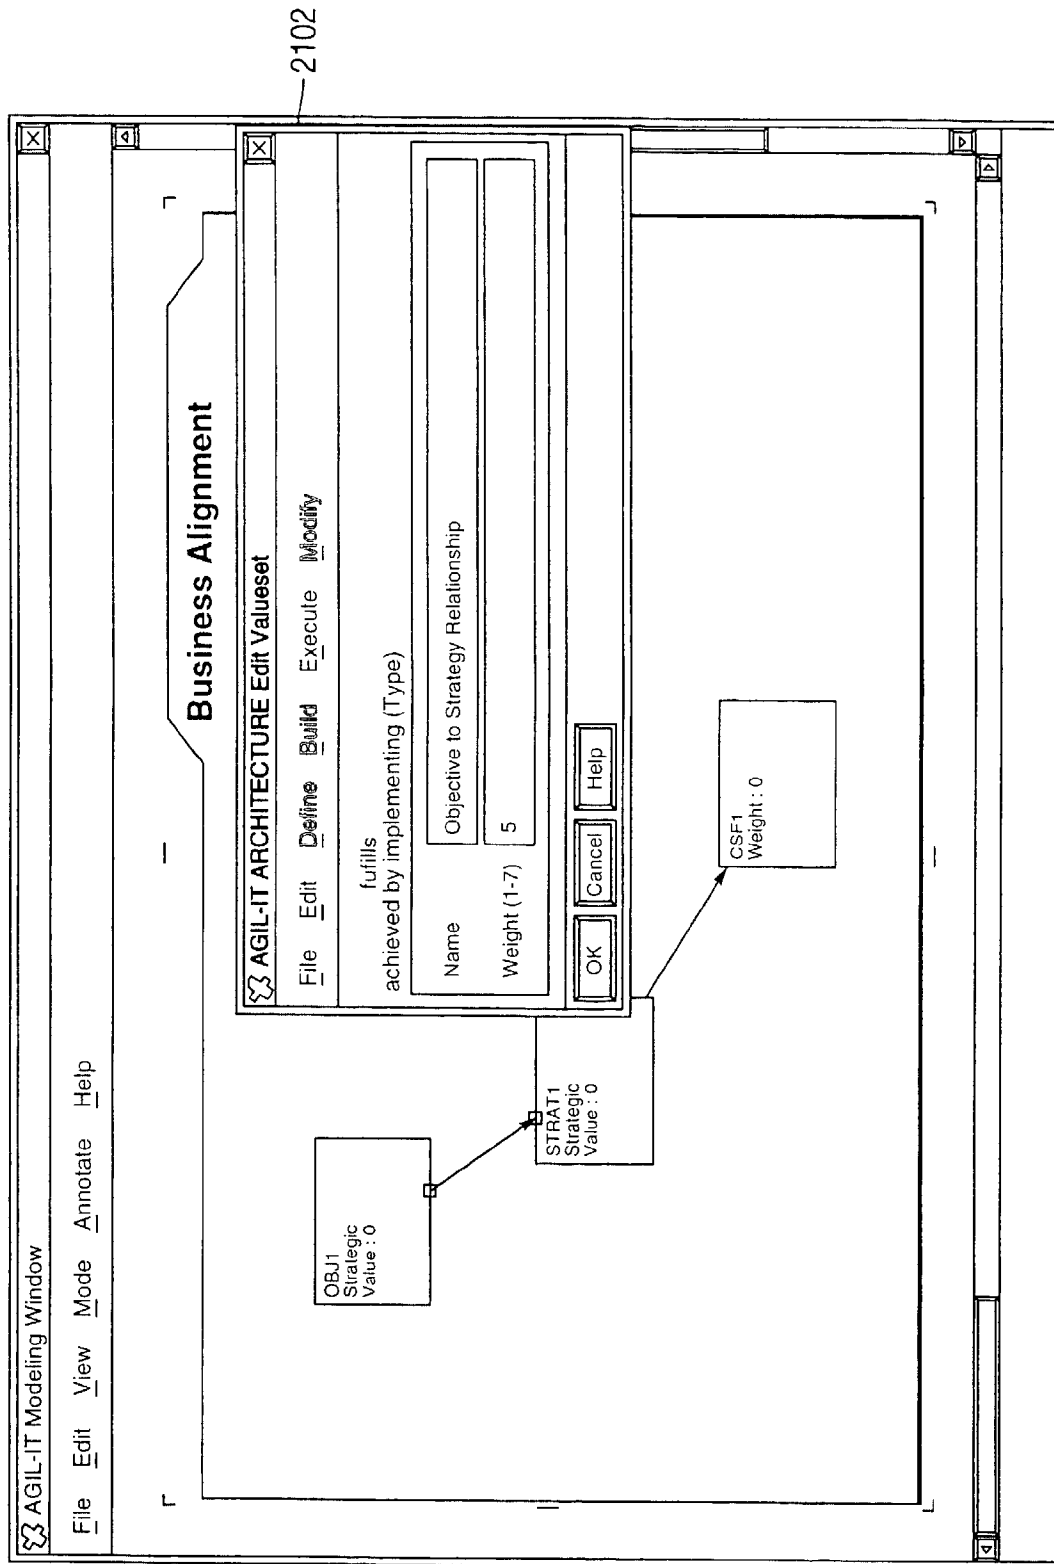 AGIL-IT Modeling Window
File Edit View Mode Annotate Help
Business Alignment
OBJ1
Strategic
Value : 0
STRAT1
Strategic
Value : 0
CSF1
Weight : 0
AGIL-IT ARCHITECTURE Edit Valueset
File Edit Define Build Execute Modify
fufills
achieved by implementing (Type)
Name Objective to Strategy Relationship
Weight (1-7) 5
OK Cancel Help
2102